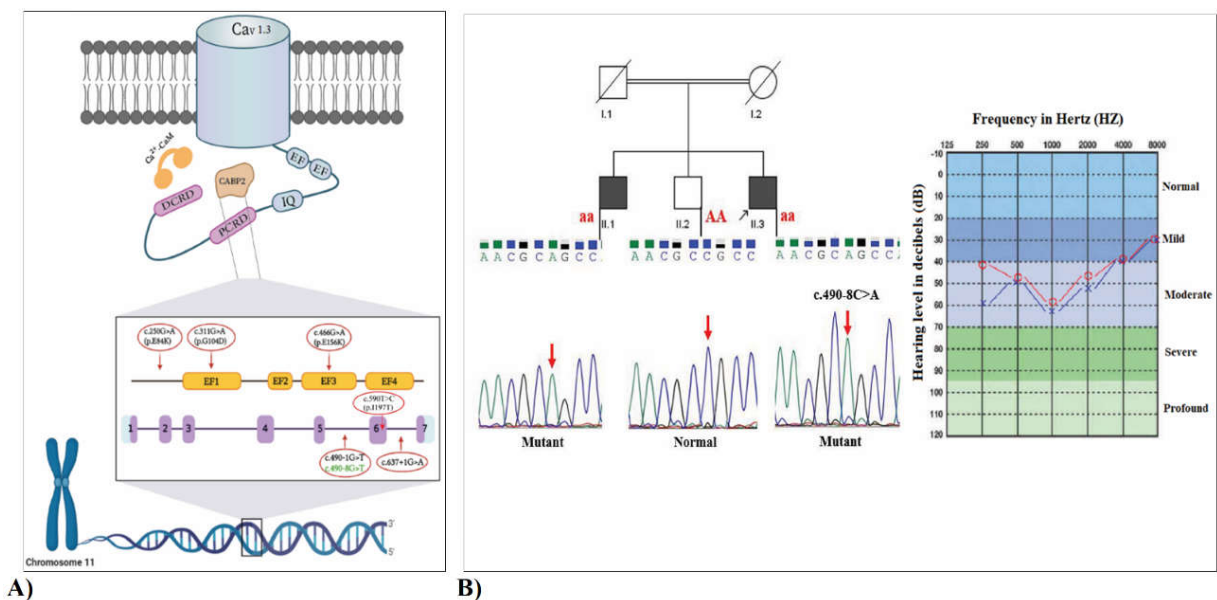 Cav 1.3
Ca²⁺-CaM
CABP2
EF
EF
IQ
DCRD
PCRD
c.250G>A
(p.E84K)
c.311G>A
(p.G104D)
c.466G>A
(p.E156K)
EF1
EF2
EF3
EF4
c.590T>C
(p.I197T)
1
2
3
4
5
6
7
c.490-1G>T
c.490-8G>T
c.637+1G>A
3'
5'
Chromosome 11
A)
I.1
I.2
aa
II.1
AA
II.2
II.3
aa
A A C G C A G C C
A A C G C C G C C
A A C G C A G C C A
c.490-8C>A
Mutant
Normal
Mutant
Frequency in Hertz (HZ)
125 250 500 1000 2000 4000 8000
Hearing level in decibels (dB)
-10
0
10
20
30
40
50
60
70
80
90
100
110
120
Normal
Mild
Moderate
Severe
Profound
B)